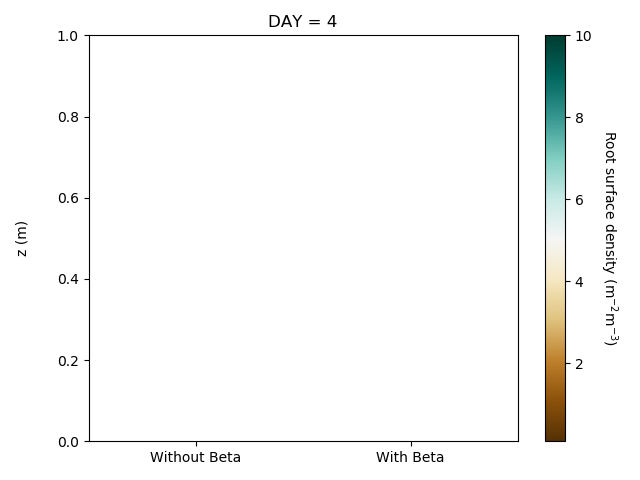 DAY = 4
1.0
0.8
0.6
0.4
0.2
0.0
z (m)
Without Beta
With Beta
10
8
6
4
2
Root surface density (m⁻²m⁻³)